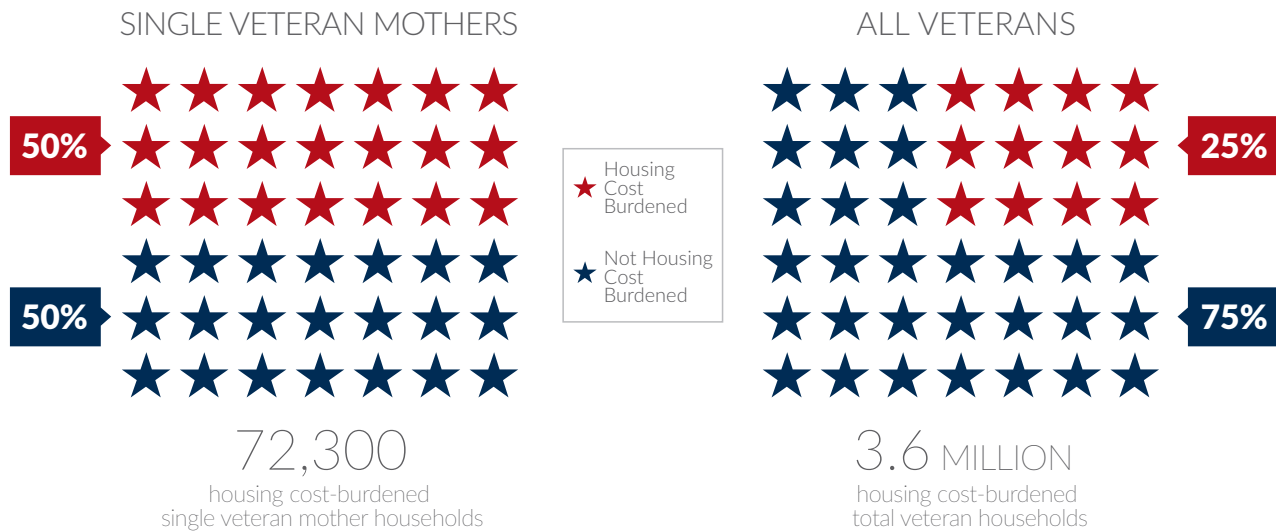 SINGLE VETERAN MOTHERS
50%
50%
72,300
housing cost-burdened
single veteran mother households
Housing
Cost
Burdened
Not Housing
Cost
Burdened
ALL VETERANS
25%
75%
3.6 MILLION
housing cost-burdened
total veteran households